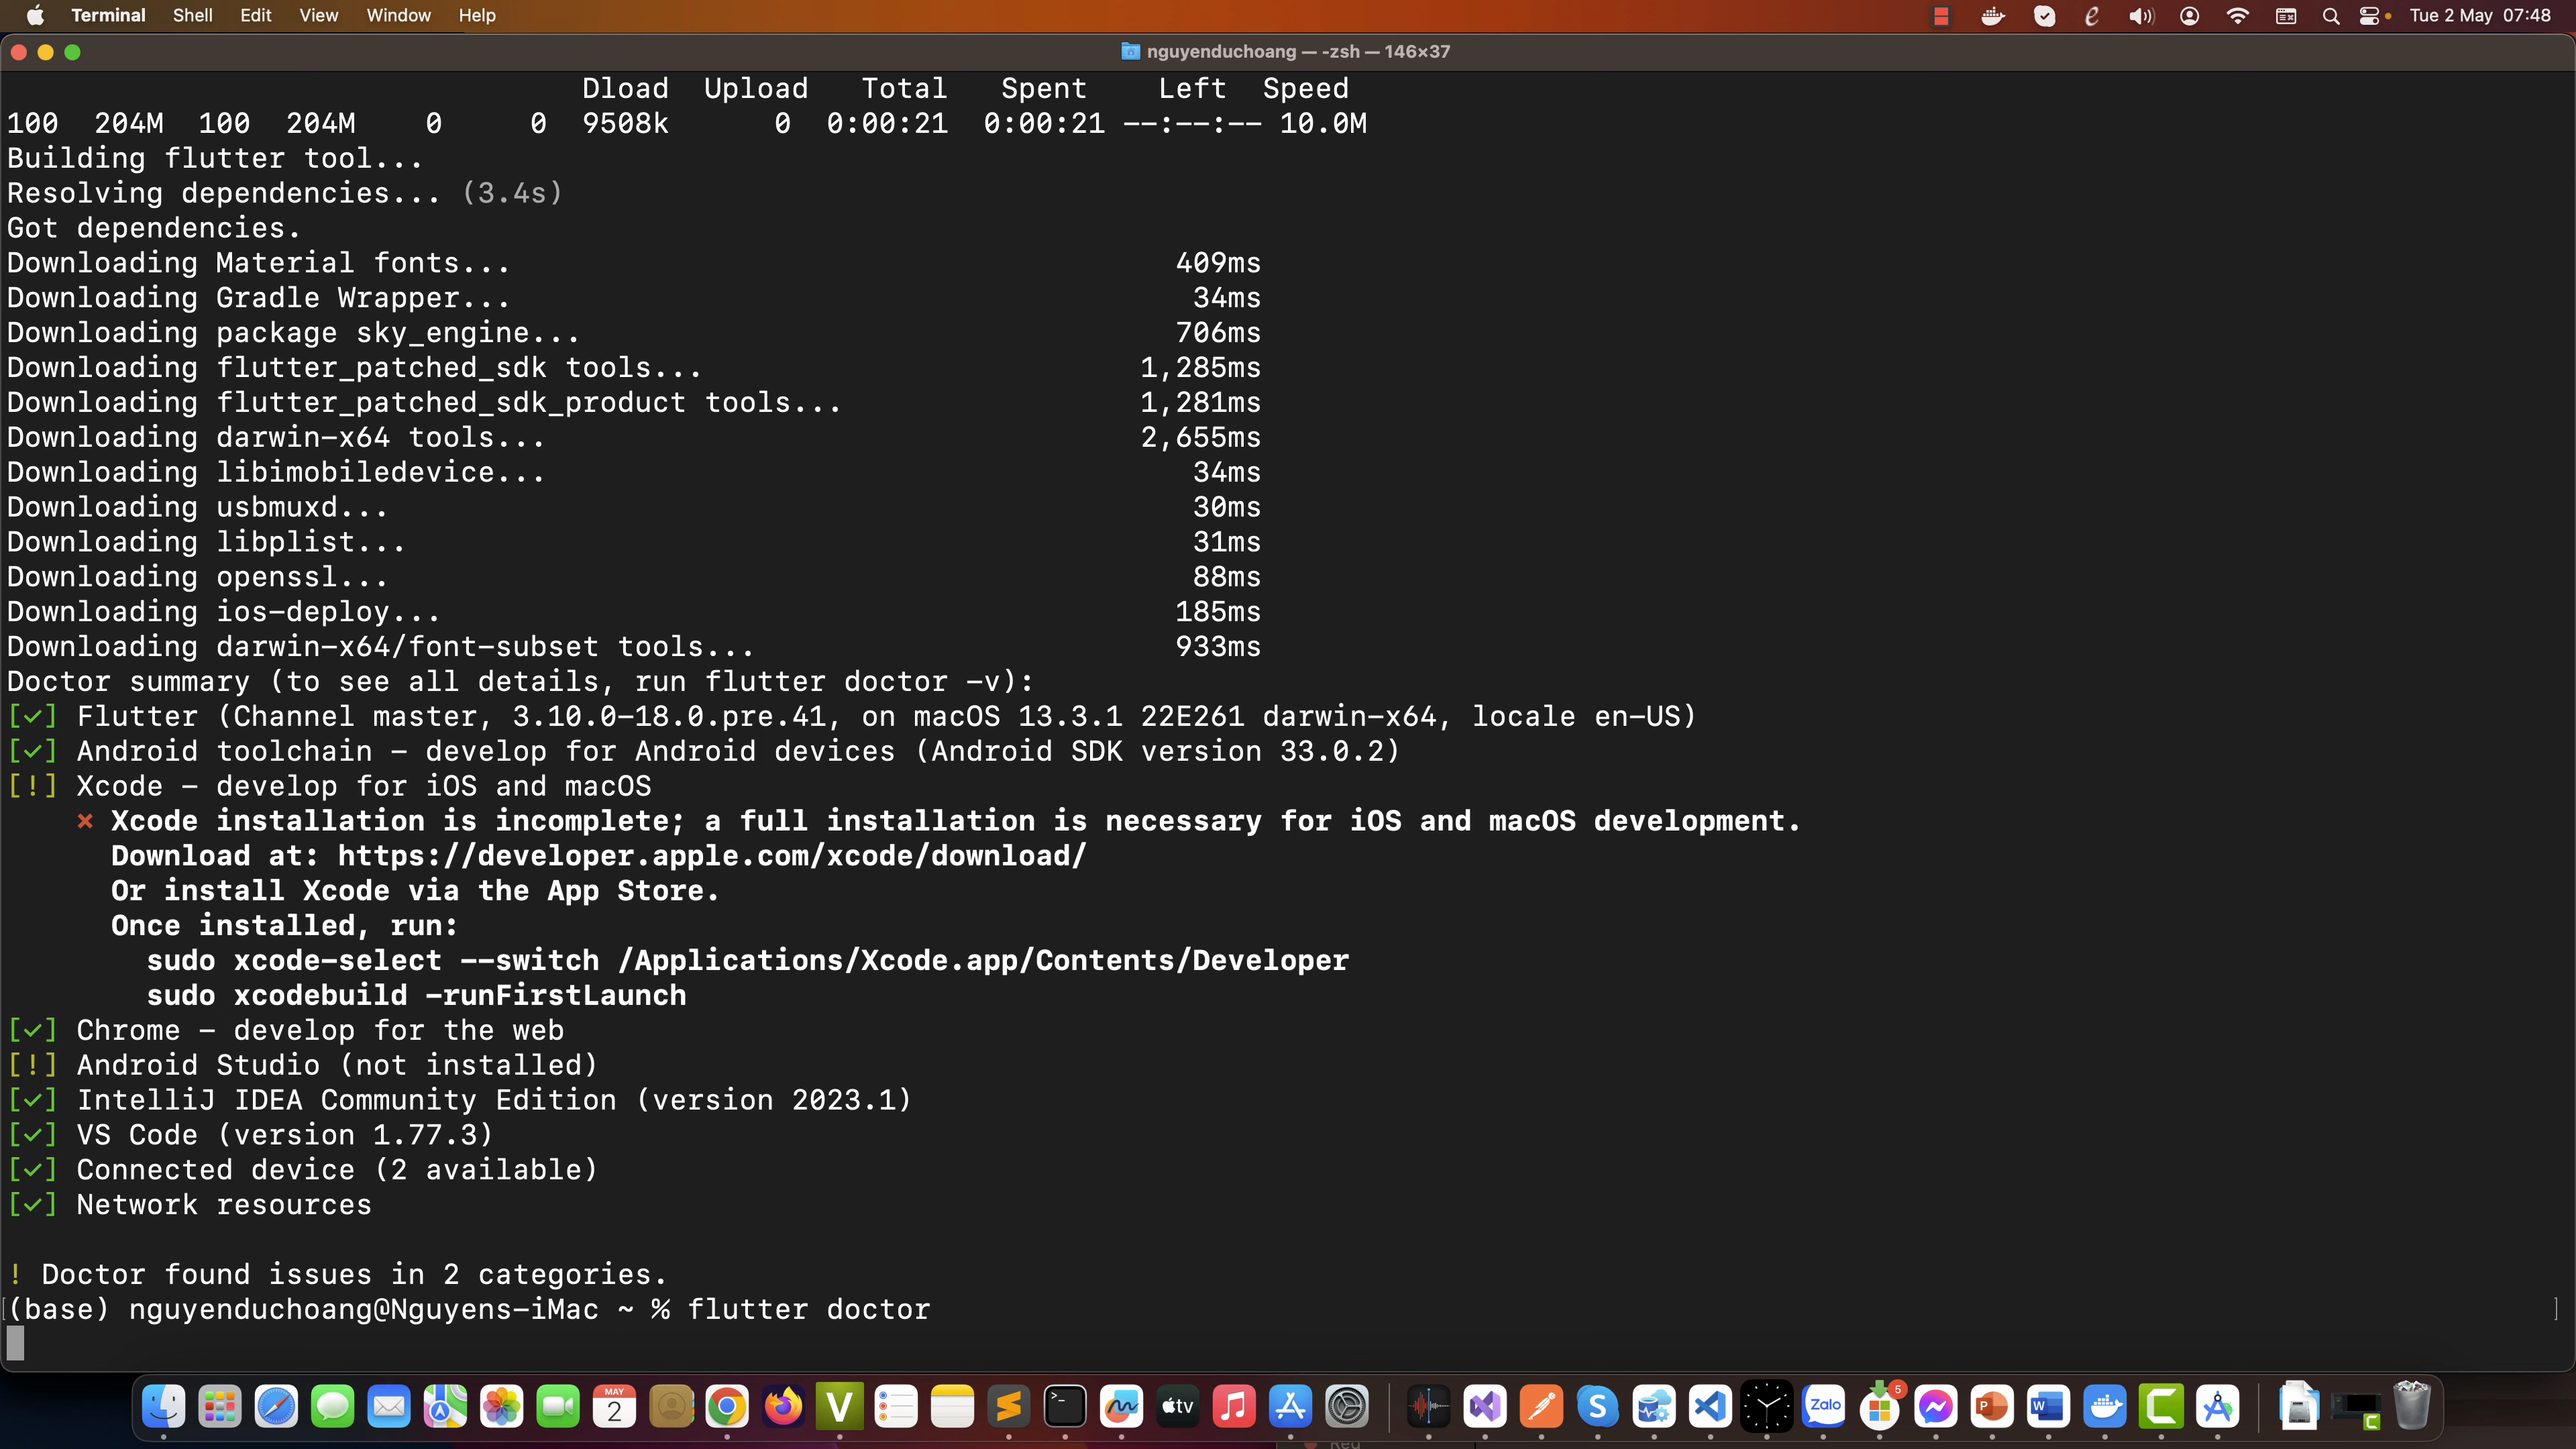 Terminal Shell Edit View Window Help Tue 2 May 07:48
nguyenduchoang — -zsh — 146×37
Dload Upload Total Spent Left Speed
100 204M 100 204M 0 0 9508k 0 0:00:21 0:00:21 --:--:-- 10.0M
Building flutter tool...
Resolving dependencies... (3.4s)
Got dependencies.
Downloading Material fonts... 409ms
Downloading Gradle Wrapper... 34ms
Downloading package sky_engine... 706ms
Downloading flutter_patched_sdk tools... 1,285ms
Downloading flutter_patched_sdk_product tools... 1,281ms
Downloading darwin-x64 tools... 2,655ms
Downloading libimobiledevice... 34ms
Downloading usbmuxd... 30ms
Downloading libplist... 31ms
Downloading openssl... 88ms
Downloading ios-deploy... 185ms
Downloading darwin-x64/font-subset tools... 933ms
Doctor summary (to see all details, run flutter doctor -v):
[✓] Flutter (Channel master, 3.10.0-18.0.pre.41, on macOS 13.3.1 22E261 darwin-x64, locale en-US)
[✓] Android toolchain - develop for Android devices (Android SDK version 33.0.2)
[!] Xcode - develop for iOS and macOS
✗ Xcode installation is incomplete; a full installation is necessary for iOS and macOS development.
Download at: https://developer.apple.com/xcode/download/
Or install Xcode via the App Store.
Once installed, run:
sudo xcode-select --switch /Applications/Xcode.app/Contents/Developer
sudo xcodebuild -runFirstLaunch
[✓] Chrome - develop for the web
[!] Android Studio (not installed)
[✓] IntelliJ IDEA Community Edition (version 2023.1)
[✓] VS Code (version 1.77.3)
[✓] Connected device (2 available)
[✓] Network resources
! Doctor found issues in 2 categories.
[(base) nguyenduchoang@Nguyens-iMac ~ % flutter doctor ]
MAY
2
V
tv
S
Zalo
5
P
W
C
C